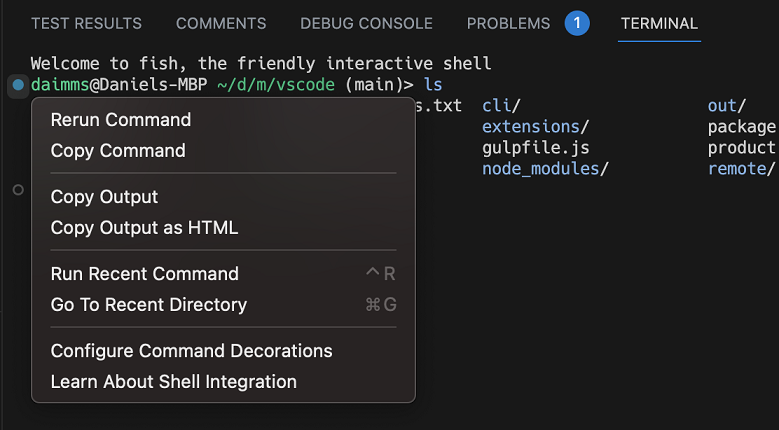 TEST RESULTS COMMENTS DEBUG CONSOLE PROBLEMS 1 TERMINAL
Welcome to fish, the friendly interactive shell
daimms@Daniels-MBP ~/d/m/vscode (main)> ls
s.txt cli/ out/
extensions/ package
gulpfile.js product
node_modules/ remote/
Rerun Command
Copy Command
Copy Output
Copy Output as HTML
Run Recent Command ^R
Go To Recent Directory ⌘G
Configure Command Decorations
Learn About Shell Integration